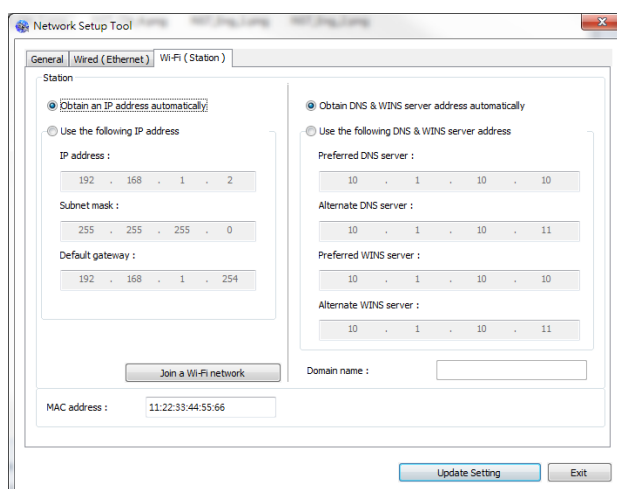 Network Setup Tool
General Wired ( Ethernet ) Wi-Fi ( Station )
Station
Obtain an IP address automatically
Use the following IP address
IP address :
192 . 168 . 1 . 2
Subnet mask :
255 . 255 . 255 . 0
Default gateway :
192 . 168 . 1 . 254
Join a Wi-Fi network
Obtain DNS & WINS server address automatically
Use the following DNS & WINS server address
Preferred DNS server :
10 . 1 . 10 . 10
Alternate DNS server :
10 . 1 . 10 . 11
Preferred WINS server :
10 . 1 . 10 . 10
Alternate WINS server :
10 . 1 . 10 . 11
Domain name :
MAC address : 11:22:33:44:55:66
Update Setting Exit